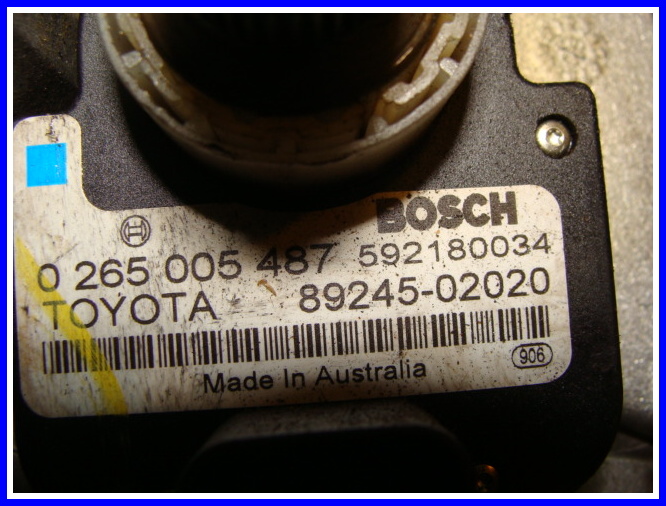 BOSCH
0 265 005 487 592180034
TOYOTA 89245-02020
906
Made In Australia